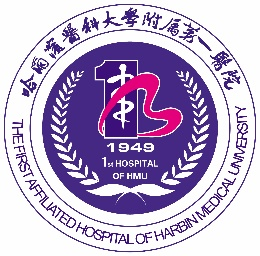 哈爾濱醫科大學附屬第一醫院
1
1949
1st HOSPITAL
OF HMU
THE FIRST AFFILIATED HOSPITAL OF HARBIN MEDICAL UNIVERSITY